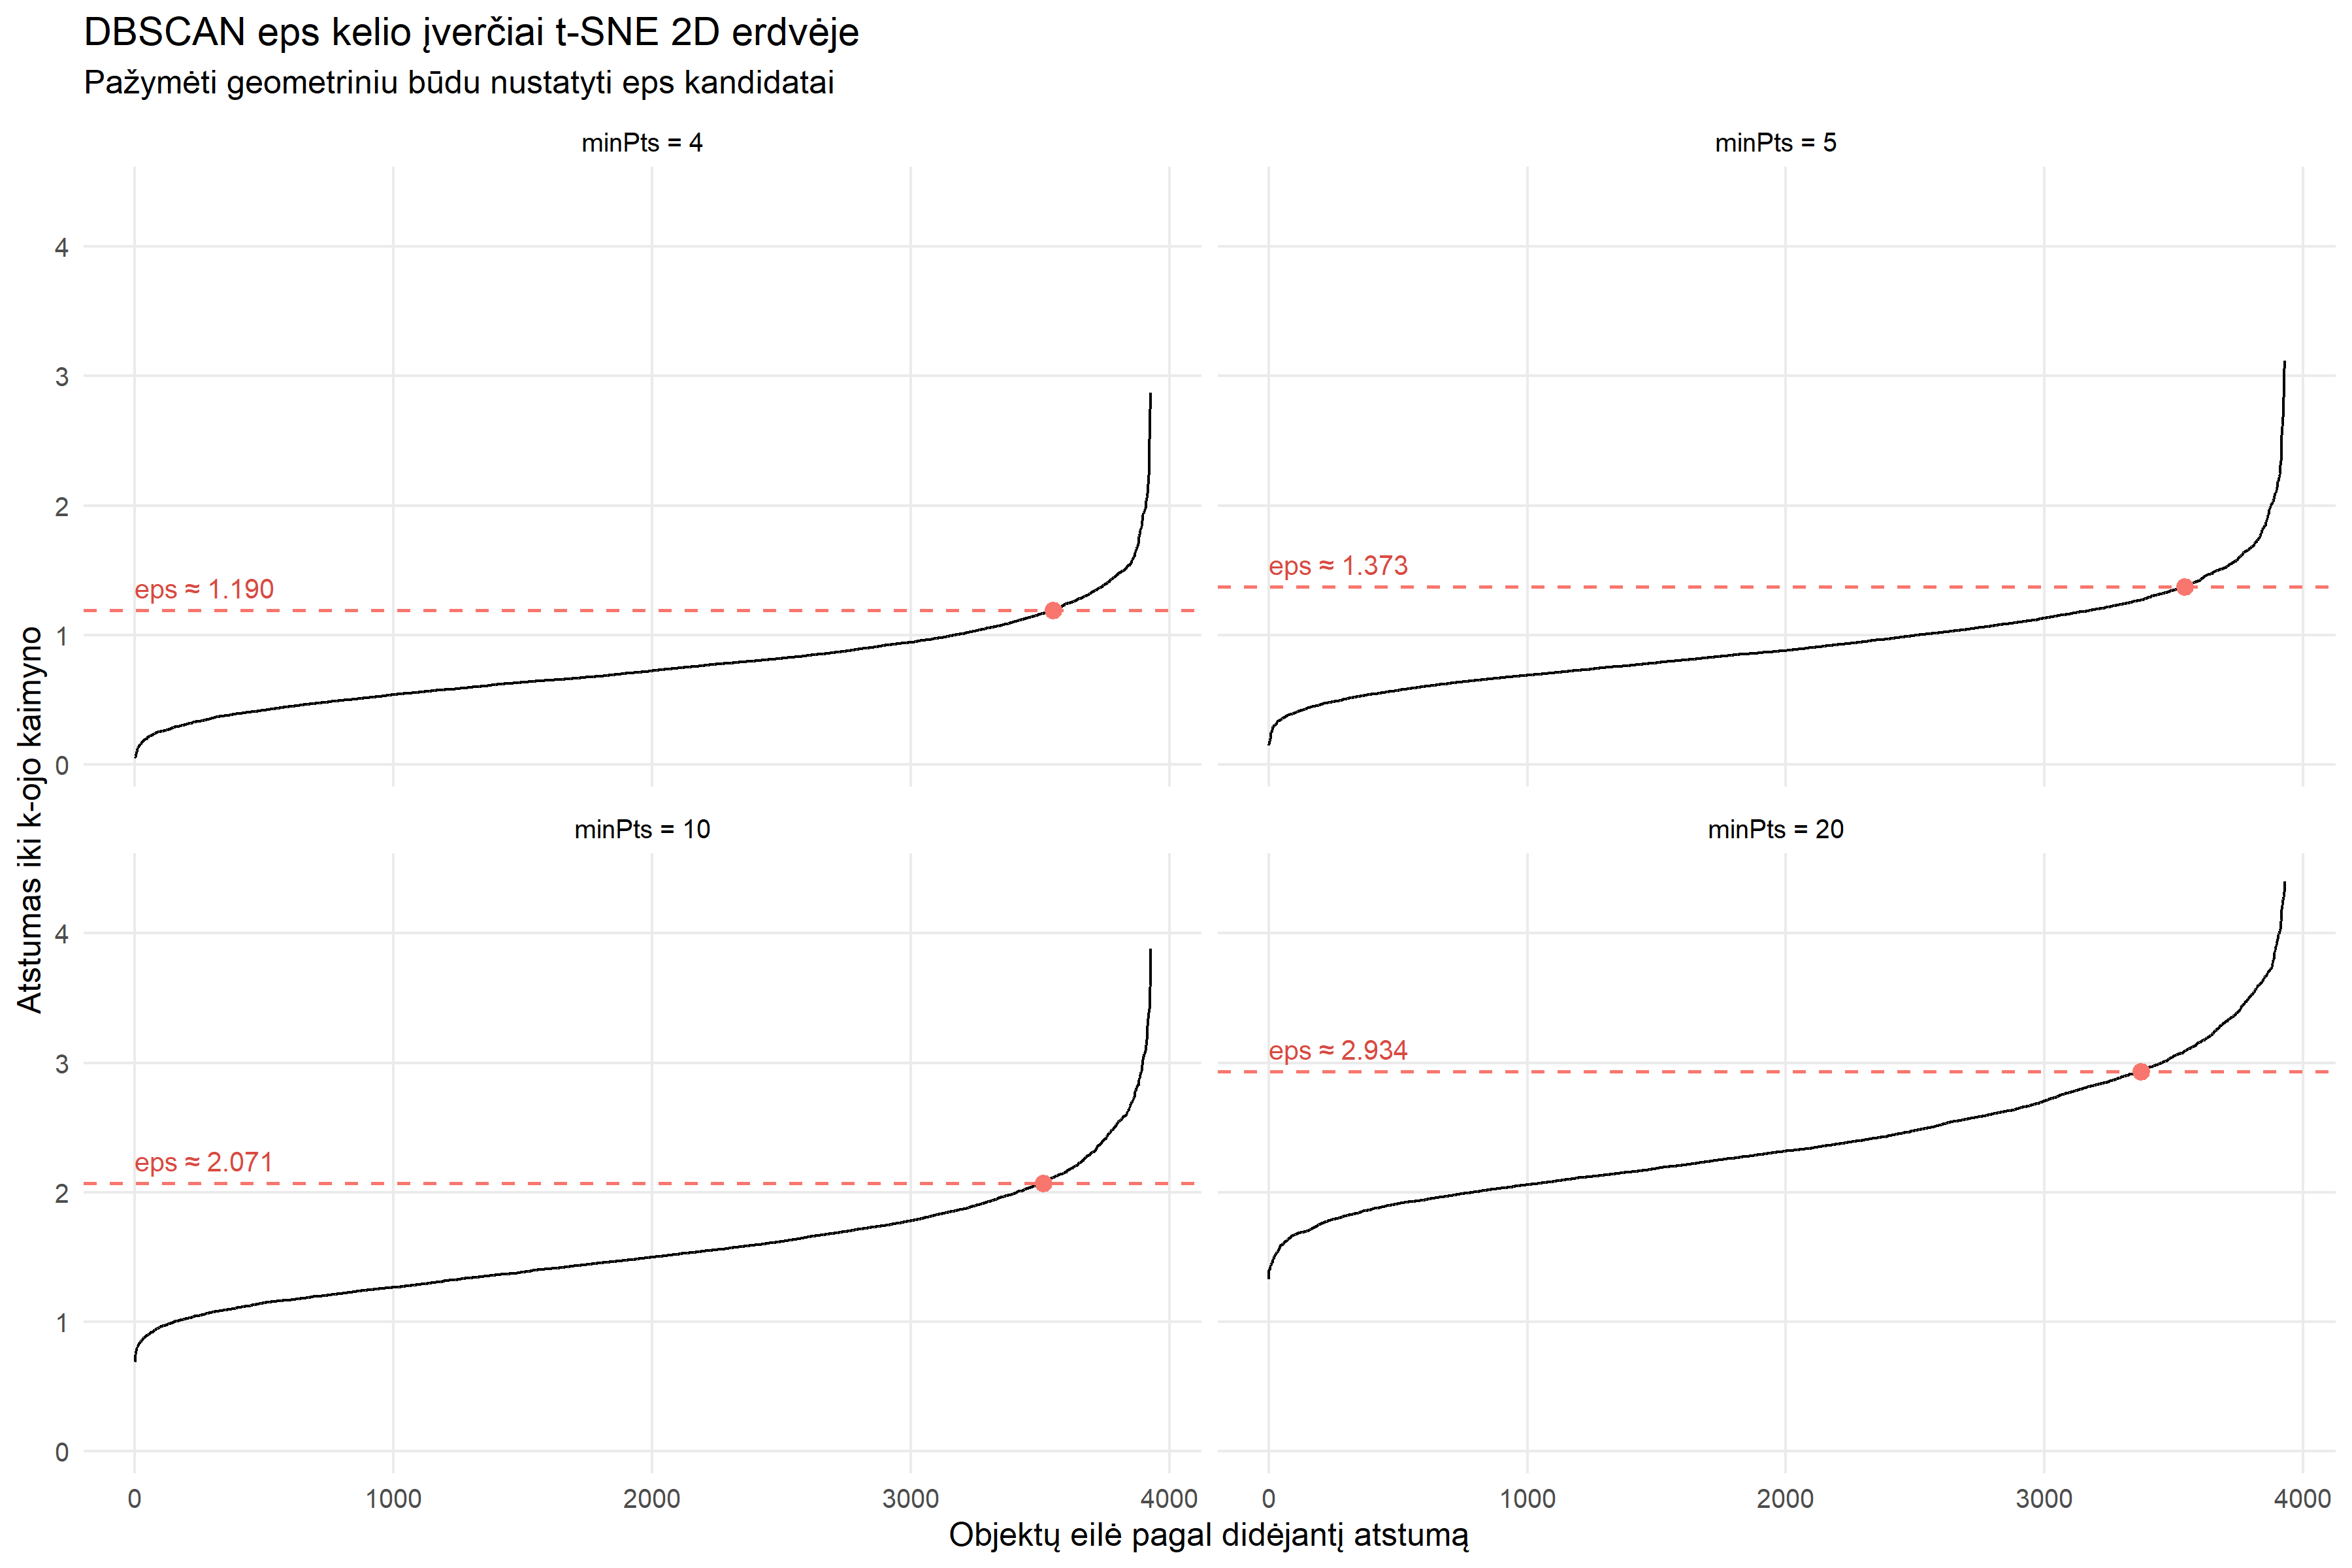 DBSCAN eps kelio įverčiai t-SNE 2D erdvėje
Pažymėti geometriniu būdu nustatyti eps kandidatai
minPts = 4
minPts = 5
4
3
2
1
0
eps ≈ 1.190
eps ≈ 1.373
Atstumas iki k-ojo kaimyno
minPts = 10
minPts = 20
4
3
2
1
0
eps ≈ 2.071
eps ≈ 2.934
0 1000 2000 3000 4000
0 1000 2000 3000 4000
Objektų eilė pagal didėjantį atstumą